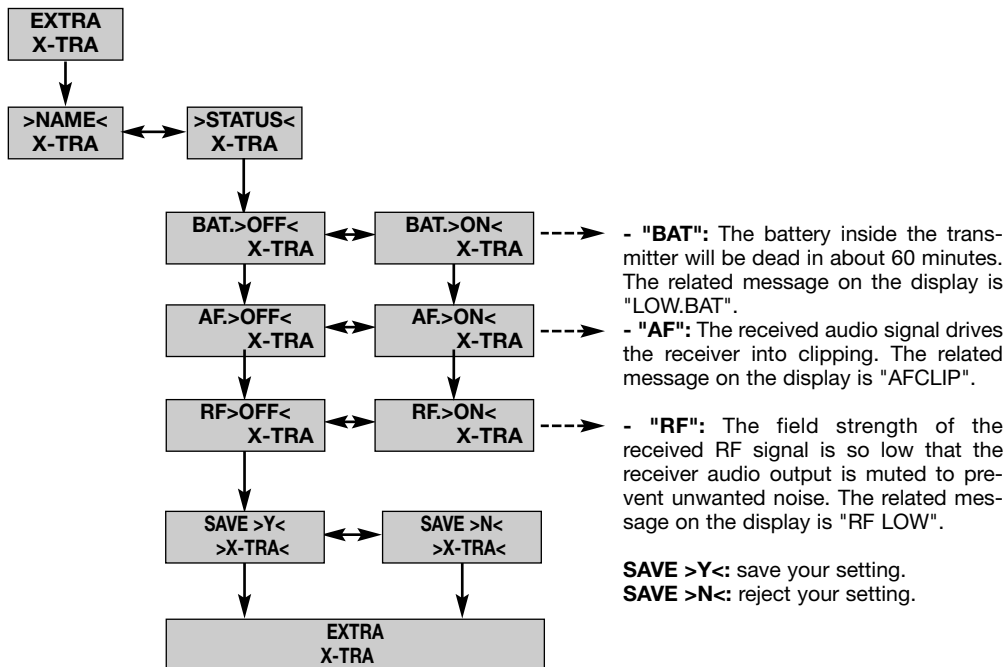 EXTRA
X-TRA
>NAME<
X-TRA
>STATUS<
X-TRA
BAT.>OFF<
X-TRA
BAT.>ON<
X-TRA
- "BAT": The battery inside the trans-
mitter will be dead in about 60 minutes.
The related message on the display is
"LOW.BAT".
AF.>OFF<
X-TRA
AF.>ON<
X-TRA
- "AF": The received audio signal drives
the receiver into clipping. The related
message on the display is "AFCLIP".
RF>OFF<
X-TRA
RF.>ON<
X-TRA
- "RF": The field strength of the
received RF signal is so low that the
receiver audio output is muted to pre-
vent unwanted noise. The related mes-
sage on the display is "RF LOW".
SAVE >Y<
>X-TRA<
SAVE >N<
>X-TRA<
SAVE >Y<: save your setting.
SAVE >N<: reject your setting.
EXTRA
X-TRA